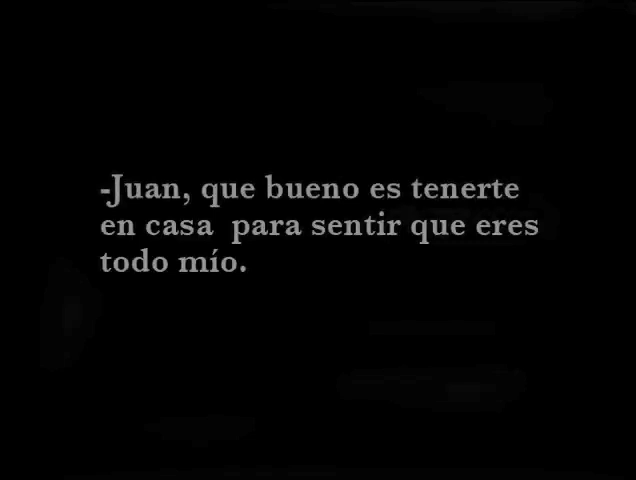 -Juan, que bueno es tenerte
en casa  para sentir que eres
todo mío.